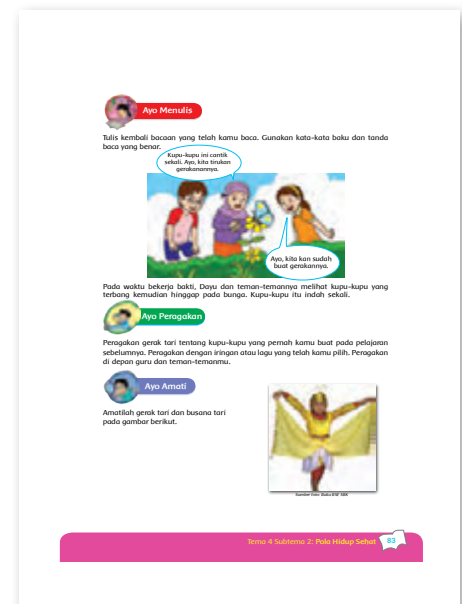 Ayo Menulis
Tulis kembali bacaan yang telah kamu baca. Gunakan kata-kata baku dan tanda
baca yang benar.
Kupu-kupu ini cantik
sekali. Ayo, kita tirukan
gerakanannya.
Ayo, kita kan sudah
buat gerakannya.
Pada waktu bekerja bakti, Dayu dan teman-temannya melihat kupu-kupu yang
terbang kemudian hinggap pada bunga. Kupu-kupu itu indah sekali.
Ayo Peragakan
Peragakan gerak tari tentang kupu-kupu yang pernah kamu buat pada pelajaran
sebelumnya. Peragakan dengan iringan atau lagu yang telah kamu pilih. Peragakan
di depan guru dan teman-temanmu.
Ayo Amati
Amatilah gerak tari dan busana tari
pada gambar berikut.
Tema 4 Subtema 2: Pola Hidup Sehat
83